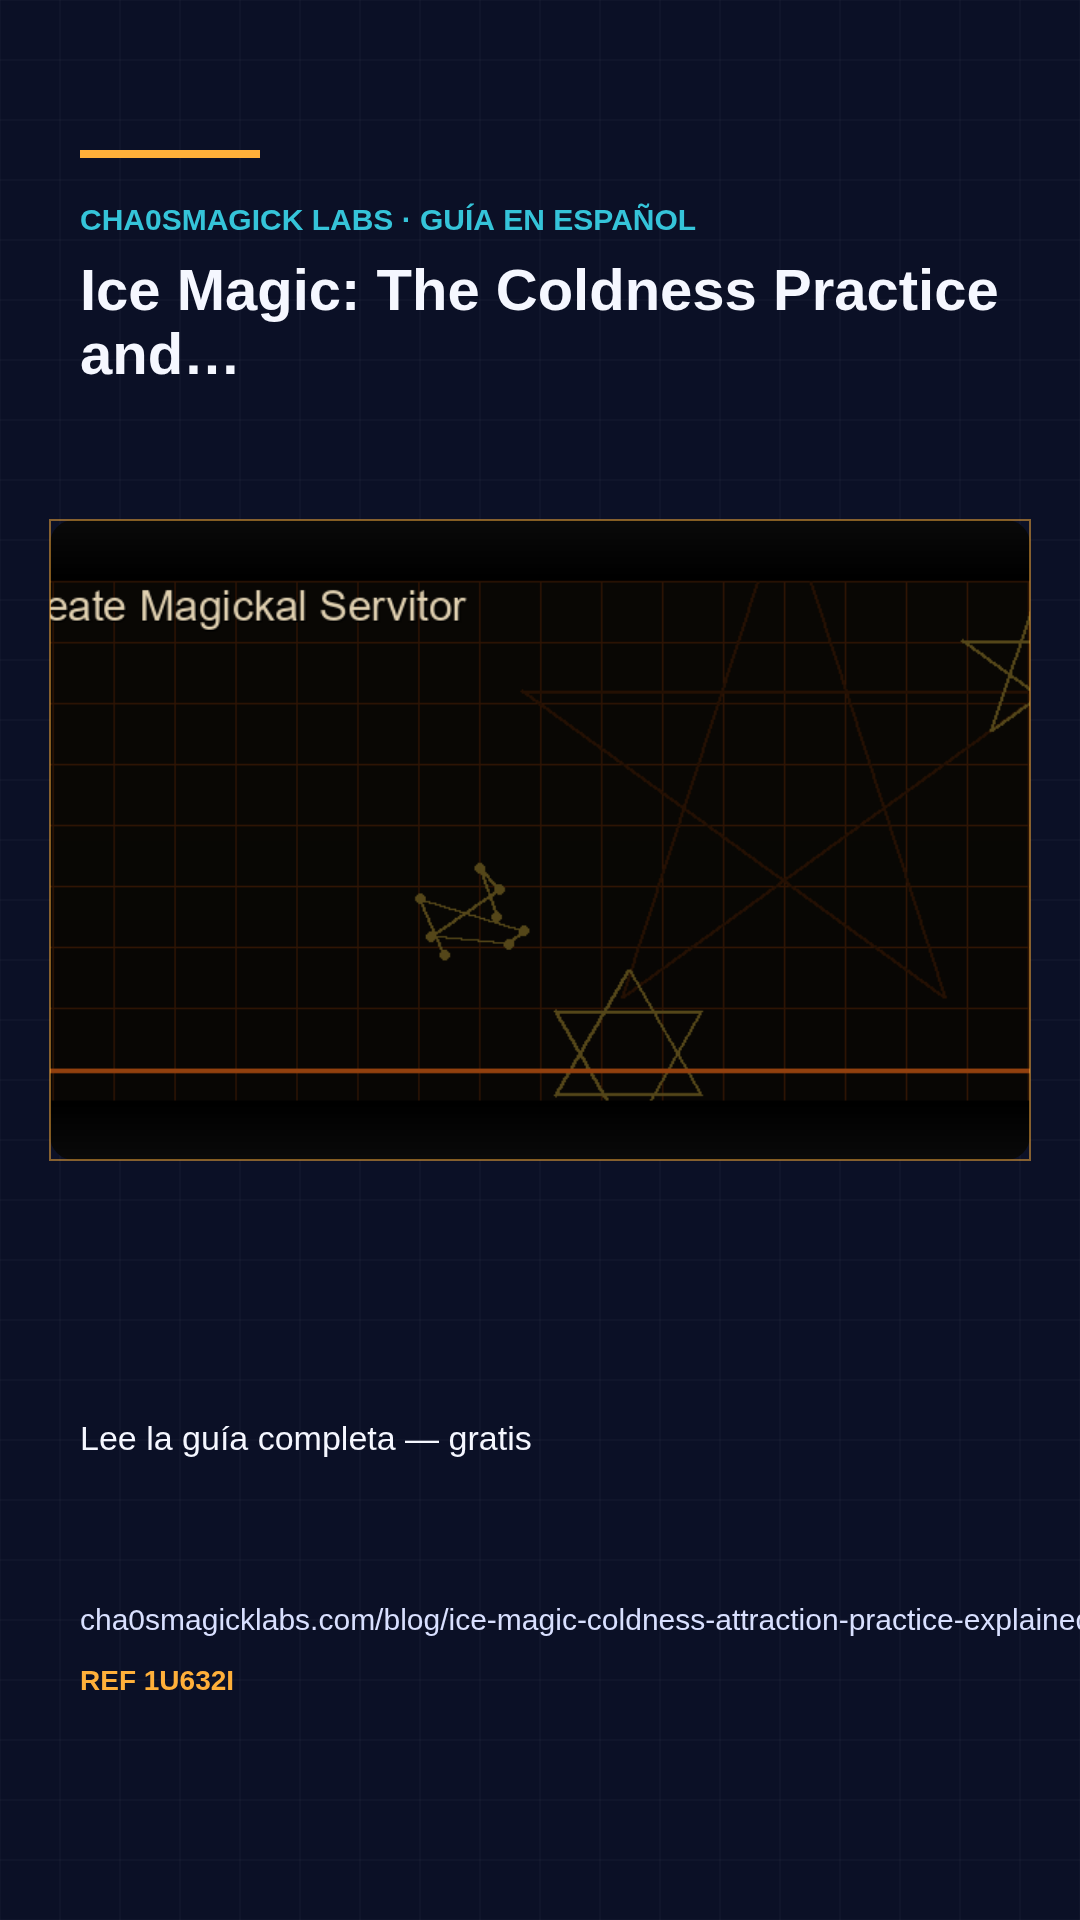 CHA0SMAGICK LABS · GUÍA EN ESPAÑOL
Ice Magic: The Coldness Practice
and…
eate Magickal Servitor
Lee la guía completa — gratis
cha0smagicklabs.com/blog/ice-magic-coldness-attraction-practice-explained
REF 1U632I